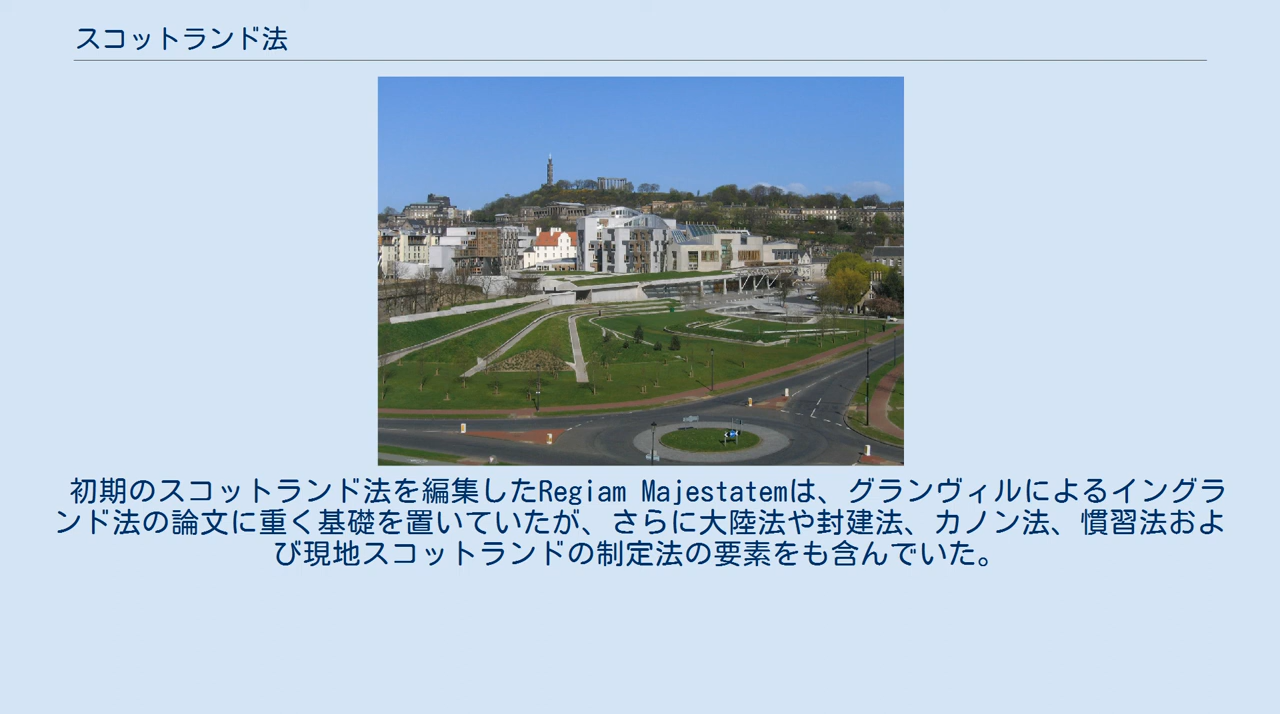 スコットランド法
初期のスコットランド法を編集したRegiam Majestatemは、グランヴィルによるイングラ
ンド法の論文に重く基礎を置いていたが、さらに大陸法や封建法、カノン法、慣習法およ
び現地スコットランドの制定法の要素をも含んでいた。